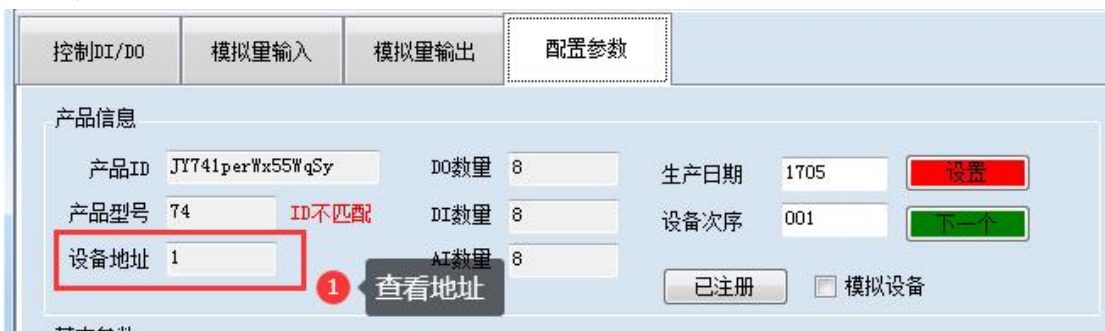 控制DI/DO 模拟量输入 模拟量输出 配置参数
产品信息
产品ID JY741perWx55WqSy DO数量 8 生产日期 1705 设置
产品型号 74 ID不匹配 DI数量 8 设备次序 001 下一个
设备地址 1 AI数量 8
1 查看地址 已注册 模拟设备